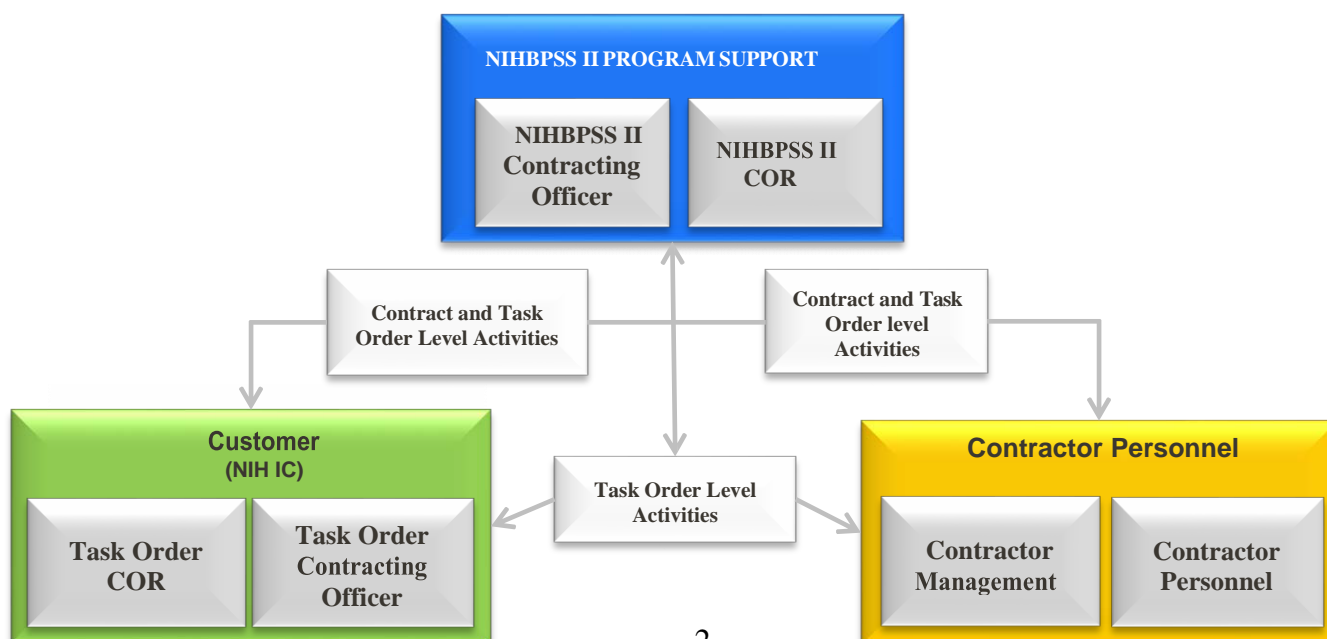 NIHBPSS II PROGRAM SUPPORT
NIHBPSS II
Contracting
Officer
NIHBPSS II
COR
Contract and Task
Order Level Activities
Contract and Task
Order level
Activities
Customer
(NIH IC)
Task Order
COR
Task Order
Contracting
Officer
Task Order Level
Activities
Contractor Personnel
Contractor
Management
Contractor
Personnel